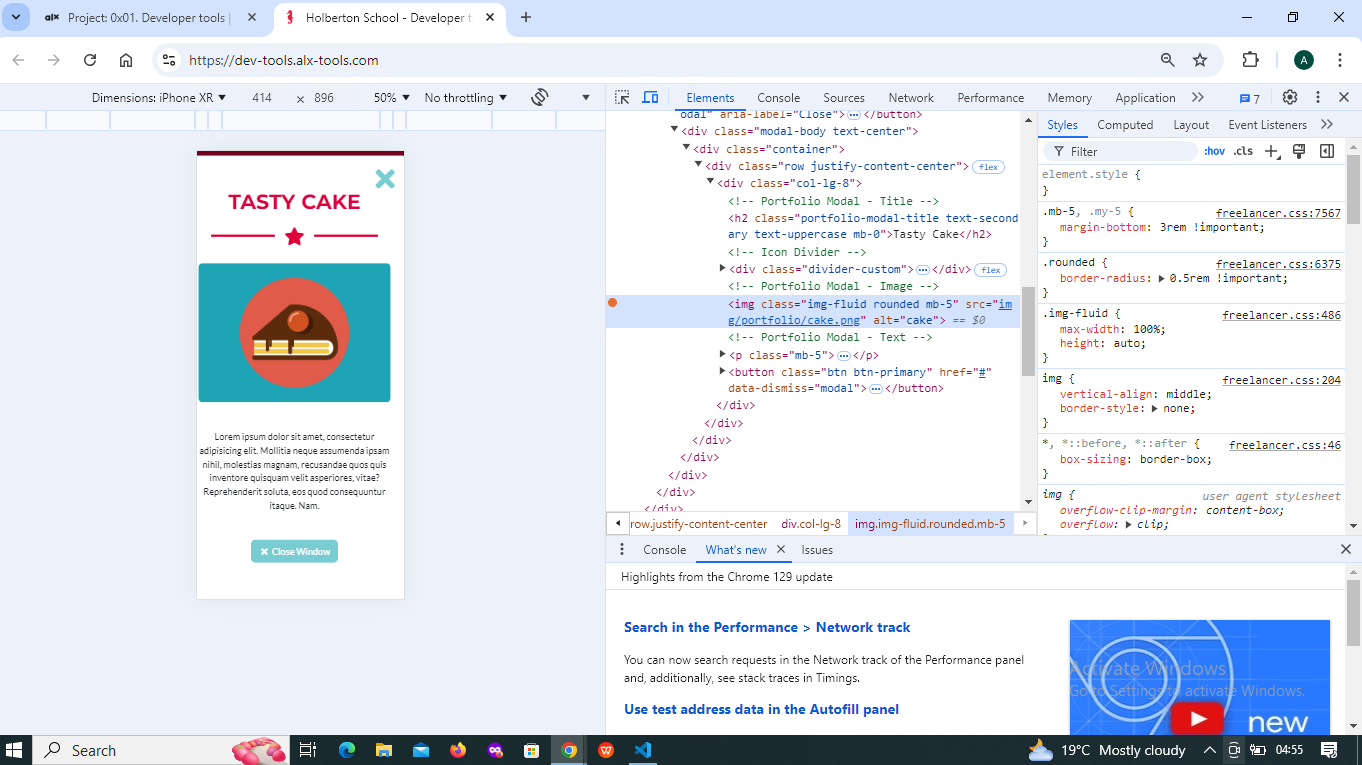 alx Project: 0x01. Developer tools |
Holberton School - Developer t
https://dev-tools.alx-tools.com
A
Dimensions: iPhone XR ▼ 414 × 896 50% ▼ No throttling ▼
TASTY CAKE
Lorem ipsum dolor sit amet, consectetur
adipisicing elit. Mollitia neque assumenda ipsam
nihil, molestias magnam, recusandae quos quis
inventore quisquam velit asperiores, vitae?
Reprehenderit soluta, eos quod consequuntur
itaque. Nam.
Close Window
Elements Console Sources Network Performance Memory Application 7
odal" aria-label="Close">…</button>
<div class="modal-body text-center">
<div class="container">
<div class="row justify-content-center"> flex
<div class="col-lg-8">
<!-- Portfolio Modal - Title -->
<h2 class="portfolio-modal-title text-second
ary text-uppercase mb-0">Tasty Cake</h2>
<!-- Icon Divider -->
<div class="divider-custom">…</div> flex
<!-- Portfolio Modal - Image -->
<img class="img-fluid rounded mb-5" src="im
g/portfolio/cake.png" alt="cake"> == $0
<!-- Portfolio Modal - Text -->
<p class="mb-5">…</p>
<button class="btn btn-primary" href="#"
data-dismiss="modal">…</button>
</div>
</div>
</div>
</div>
</div>
</div>
</div>
row.justify-content-center div.col-lg-8 img.img-fluid.rounded.mb-5
Styles Computed Layout Event Listeners
Filter :hov .cls
element.style {
}
.mb-5, .my-5 { freelancer.css:7567
margin-bottom: 3rem !important;
}
.rounded { freelancer.css:6375
border-radius: 0.5rem !important;
}
.img-fluid { freelancer.css:486
max-width: 100%;
height: auto;
}
img { freelancer.css:204
vertical-align: middle;
border-style: none;
}
*, *::before, *::after { freelancer.css:46
box-sizing: border-box;
}
img { user agent stylesheet
overflow-clip-margin: content-box;
overflow: clip;
Console What's new Issues
Highlights from the Chrome 129 update
Search in the Performance > Network track
You can now search requests in the Network track of the Performance panel
and, additionally, see stack traces in Timings.
Use test address data in the Autofill panel
new
Activate Windows
Go to Settings to activate Windows.
Search
19°C Mostly cloudy 04:55